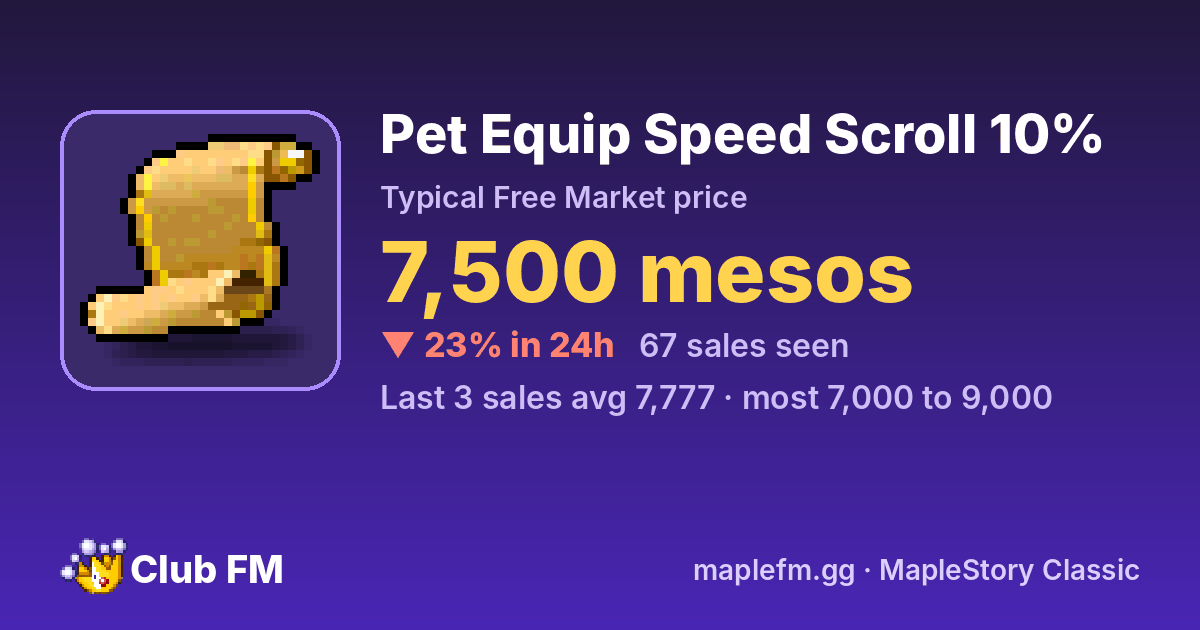 Pet Equip Speed Scroll 10%
Typical Free Market price
7,500 mesos
▼ 23% in 24h 67 sales seen
Last 3 sales avg 7,777 · most 7,000 to 9,000
Club FM
maplefm.gg · MapleStory Classic